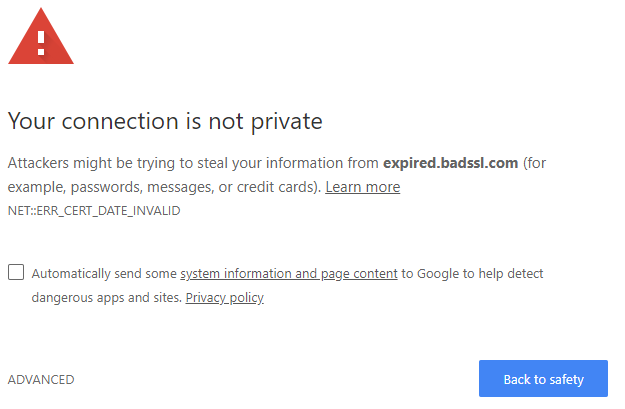 Your connection is not private
Attackers might be trying to steal your information from expired.badssl.com (for
example, passwords, messages, or credit cards). Learn more
NET::ERR_CERT_DATE_INVALID
Automatically send some system information and page content to Google to help detect
dangerous apps and sites. Privacy policy
ADVANCED
Back to safety